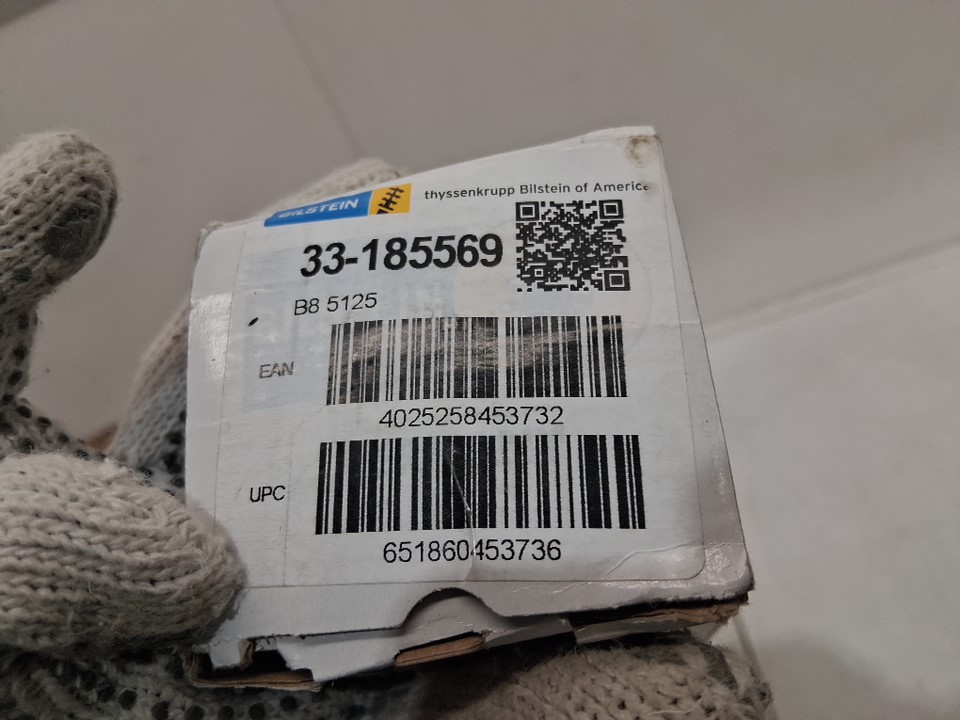 BILSTEIN
thyssenkrupp Bilstein of America
33-185569
B8 5125
EAN
4025258453732
UPC
651860453736